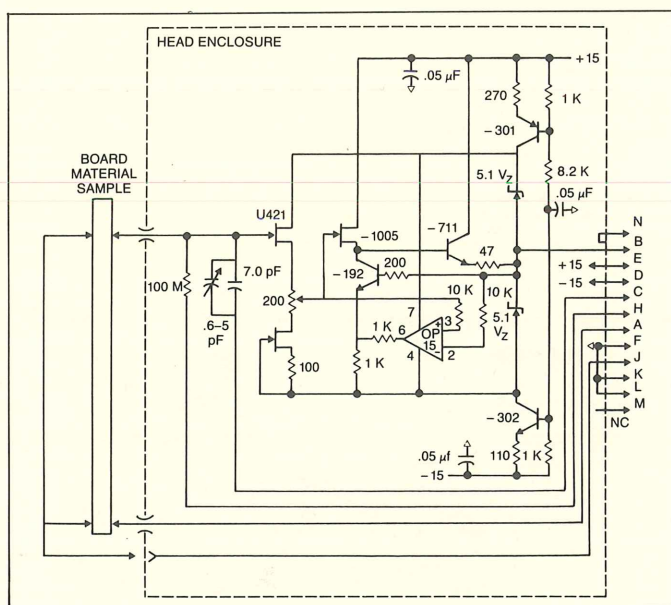 HEAD ENCLOSURE
+15
.05 μF
270
1 K
-301
BOARD
MATERIAL
SAMPLE
5.1 VZ
8.2 K
.05 μF
U421
-1005
-711
N
B
E
D
C
H
A
F
J
K
L
M
NC
+15
-15
47
-192
200
100 M
7.0 pF
200
10 K
10 K
5.1
VZ
.6–5
pF
7
3
+
OP
15
-
6
4
2
1 K
1 K
100
-302
.05 μf
110
1 K
-15